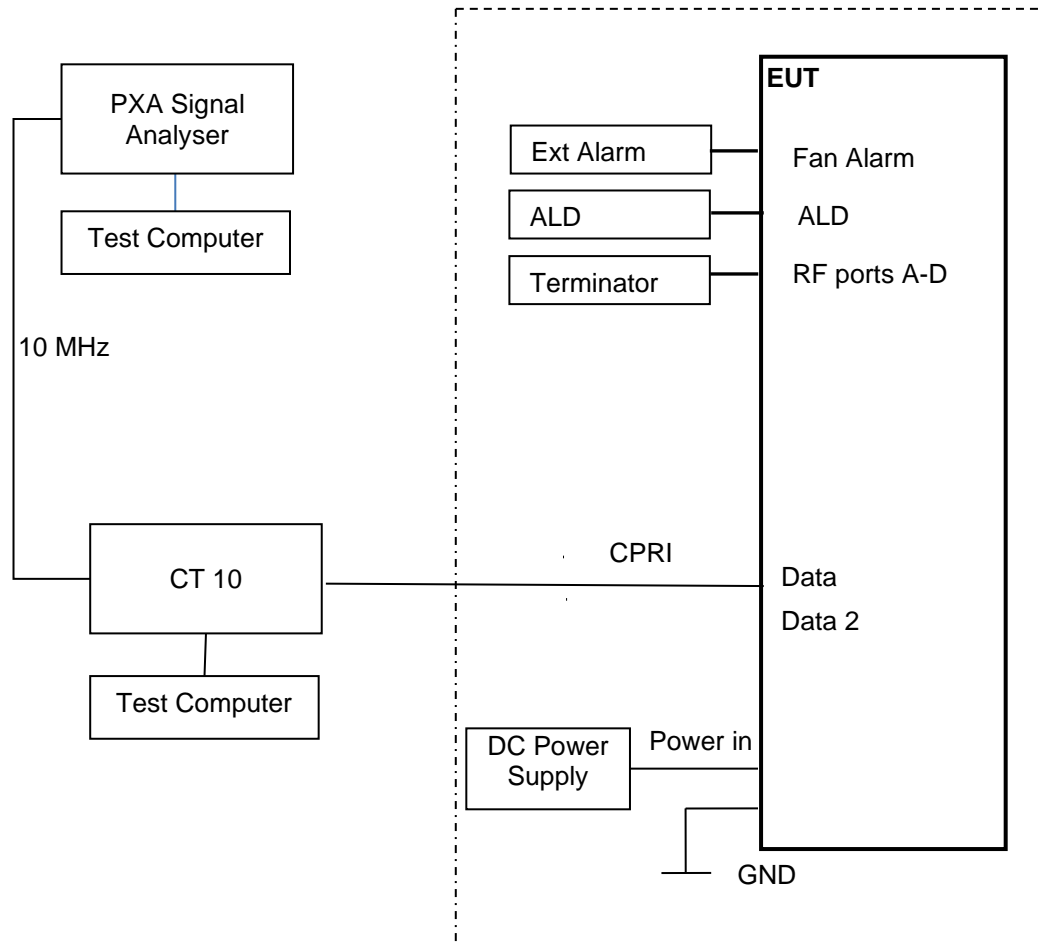 PXA Signal
Analyser
Test Computer
10 MHz
CT 10
Test Computer
EUT
Ext Alarm
Fan Alarm
ALD
ALD
Terminator
RF ports A-D
CPRI
Data
Data 2
DC Power
Supply
Power in
GND